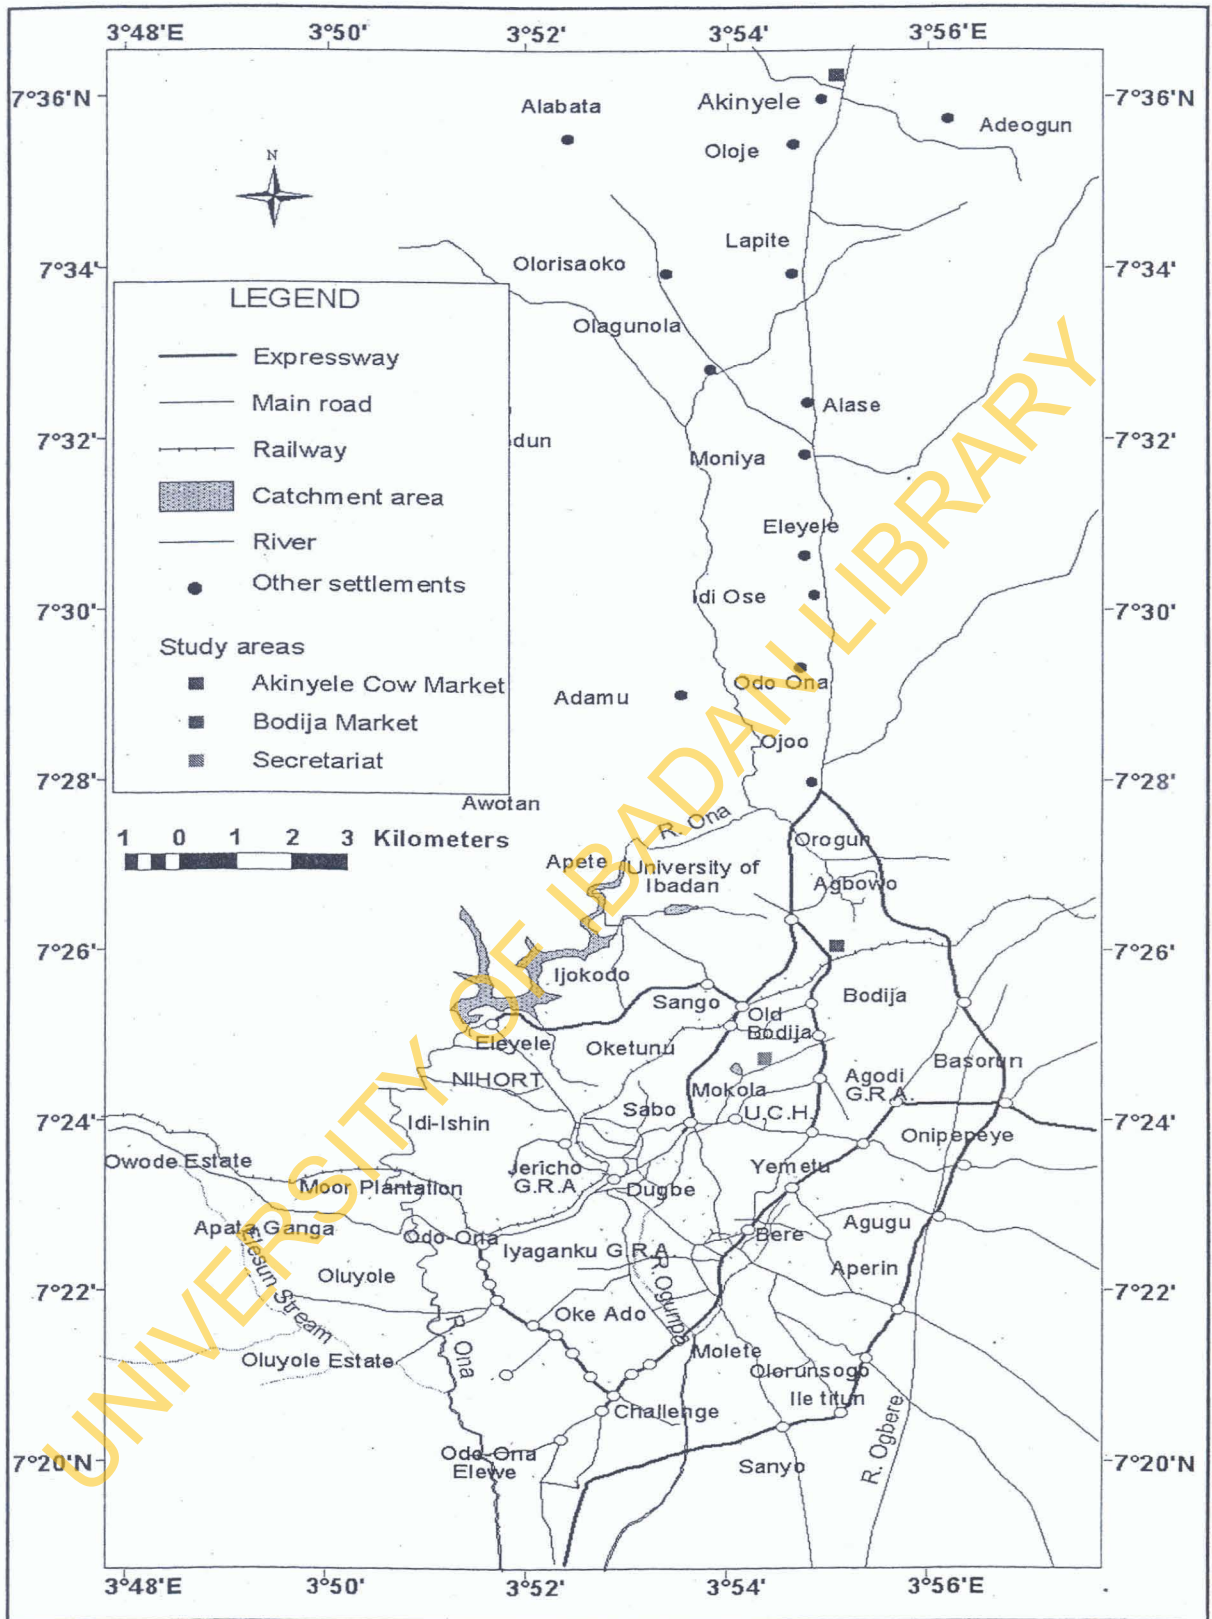 3°48'E 3°50' 3°52' 3°54' 3°56'E
7°36'N 7°36'N
Alabata
Akinyele
Adeogun
Oloje
N
Lapite
7°34' 7°34'
Olorisaoko
LEGEND
Olagunola
Expressway
Main road
Alase
7°32' 7°32'
dun
Railway
Moniya
Catchment area
Eleyele
River
Other settlements
Idi Ose
7°30' 7°30'
Study areas
Akinyele Cow Market
Odo Ona
Adamu
Bodija Market
Ojoo
Secretariat
7°28' 7°28'
Awotan
R. Ona
1 0 1 2 3 Kilometers
Orogun
Apete
University of
Ibadan
Agbowo
7°26' 7°26'
Ijokodo
Sango
Bodija
Old
Bodija
Eleyele
Oketunu
Basorun
NIHORT
Mokola
Agodi
G.R.A.
Sabo
U.C.H.
7°24' 7°24'
Idi-Ishin
Onipepeye
Owode Estate
Jericho
G.R.A
Yemetu
Moor Plantation
Dugbe
Apata Ganga
Odo Ona
Iyaganku G.R.A
Bere
Agugu
Elesun Stream
Oluyole
R.Ogunpa
Aperin
7°22' 7°22'
Oke Ado
R. Ona
Molete
Oluyole Estate
Olorunsogo
Ile titun
Challenge
R. Ogbere
Odo-Ona
Elewe
7°20'N 7°20'N
Sanyo
3°48'E 3°50' 3°52' 3°54' 3°56'E
UNIVERSITY OF IBADAN LIBRARY